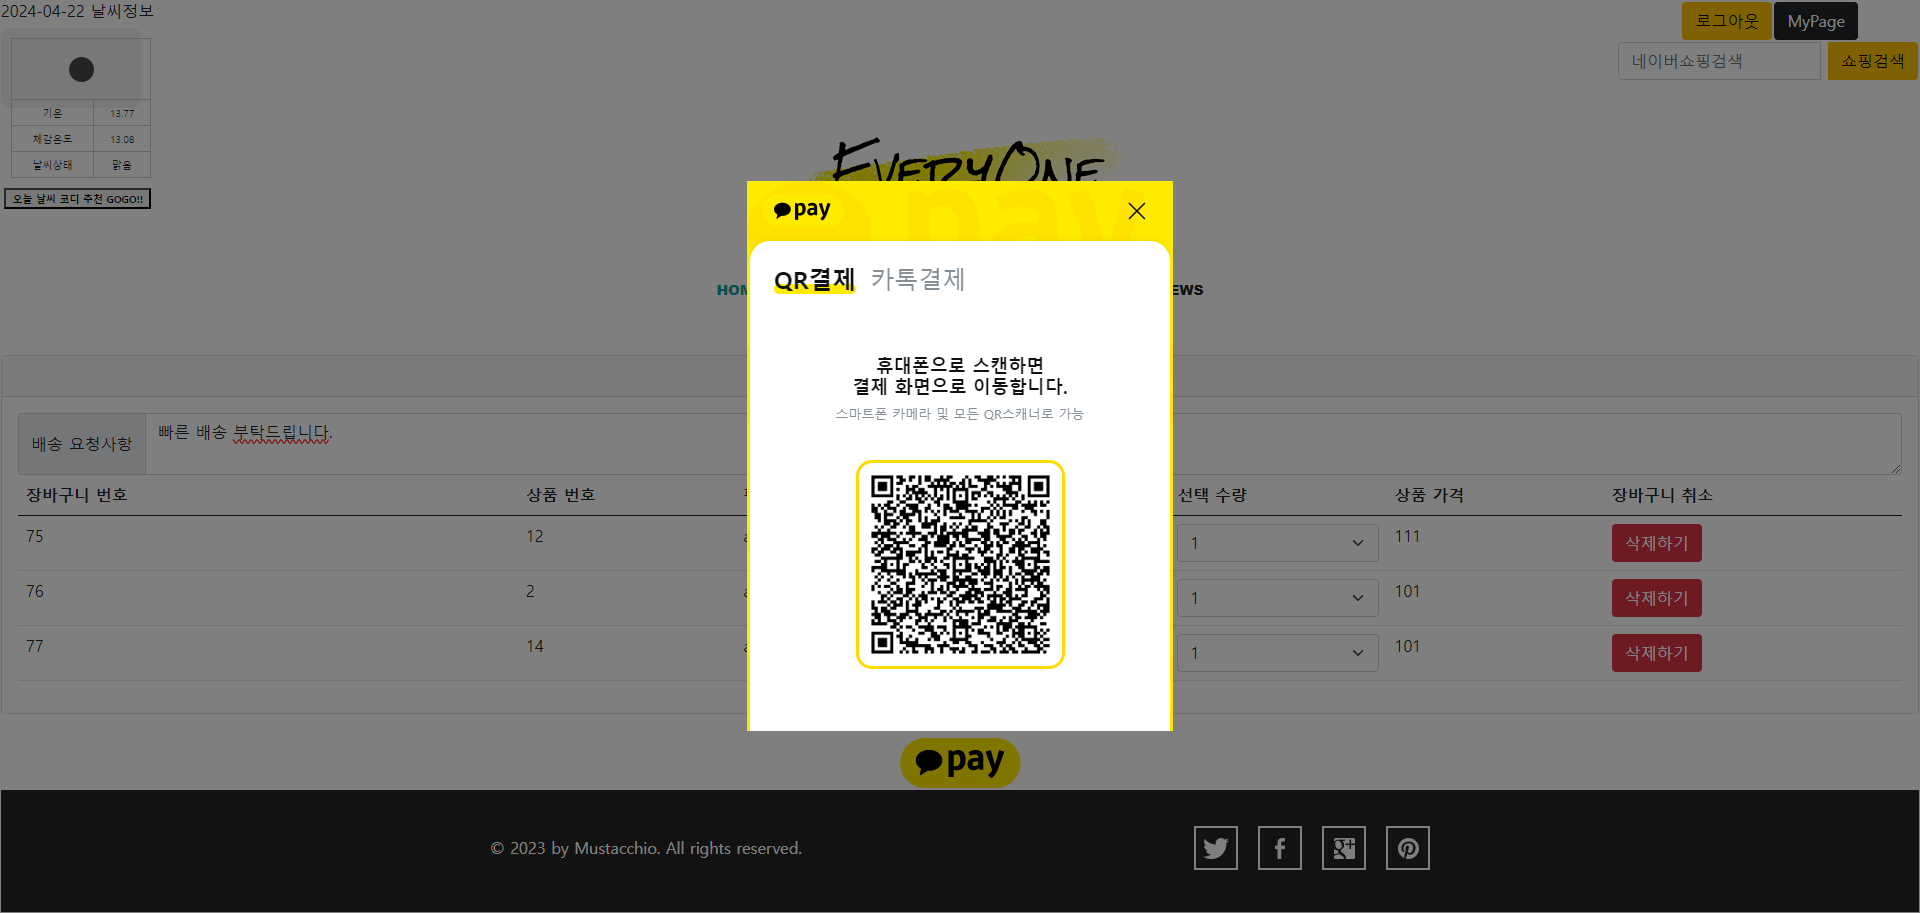 2024-04-22 날씨정보
로그아웃 MyPage
네이버쇼핑검색 쇼핑검색
기온 13.77
체감온도 13.08
날씨상태 맑음
오늘 날씨 코디 추천 GOGO!!
EVERYONE
pay
pay
QR결제 카톡결제
휴대폰으로 스캔하면
결제 화면으로 이동합니다.
스마트폰 카메라 및 모든 QR스캐너로 가능
배송 요청사항 빠른 배송 부탁드립니다.
장바구니 번호 상품 번호 선택 수량 상품 가격 장바구니 취소
75 12 1 111 삭제하기
76 2 1 101 삭제하기
77 14 1 101 삭제하기
pay
© 2023 by Mustacchio. All rights reserved.